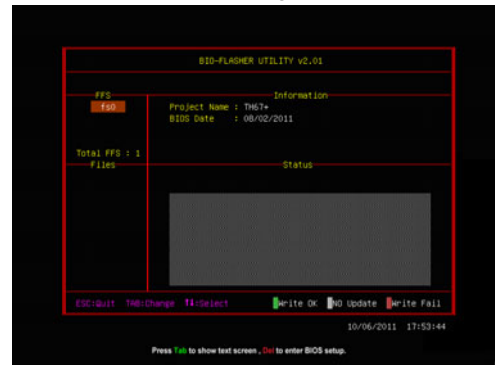 BIO-FLASHER UTILITY v2.01
FFS
Information
fs0
Project Name : TH67+
BIOS Date : 08/02/2011
Total FFS : 1
Files
Status
ESC:Quit TAB:Change ↑↓:Select Write OK NO Update Write Fail
10/06/2011 17:53:44
Press Tab to show text screen , Del to enter BIOS setup.